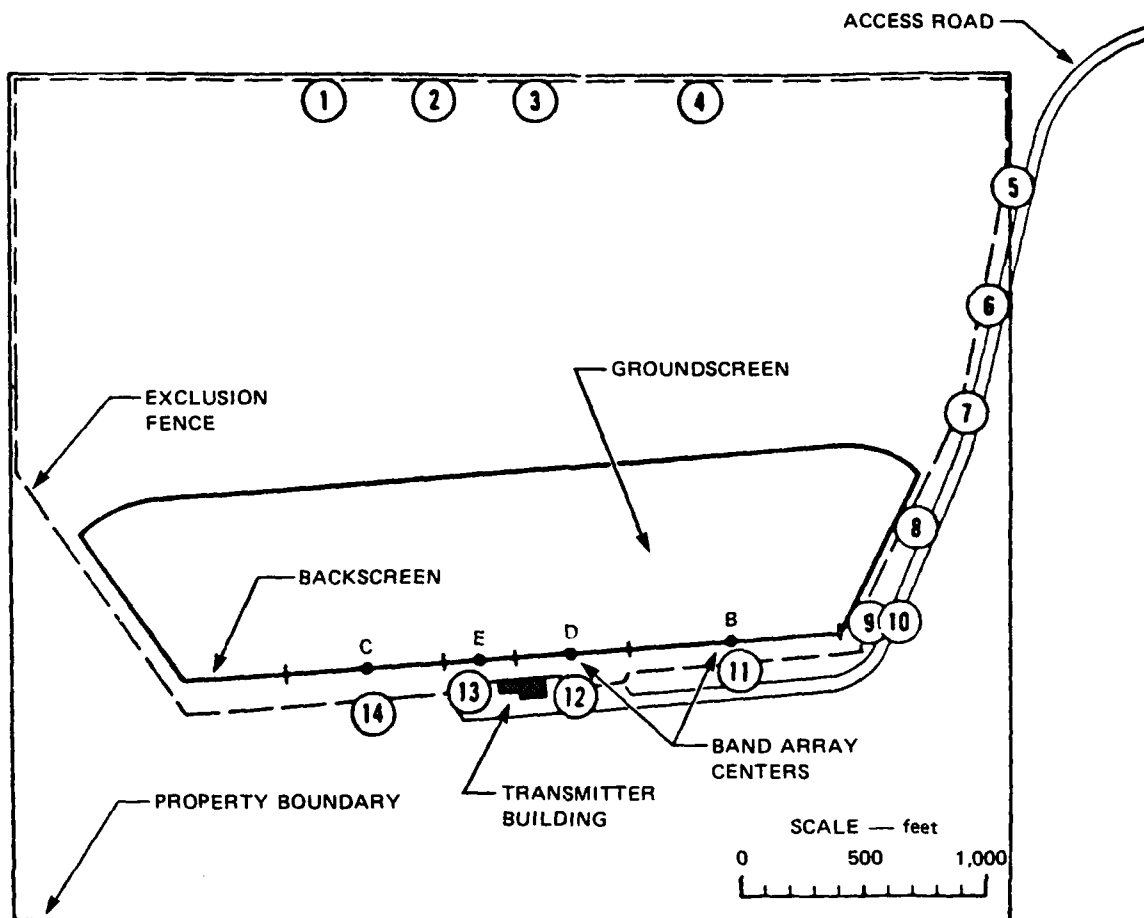 ACCESS ROAD
1
2
3
4
5
6
7
8
9
10
11
12
13
14
GROUNDSCREEN
EXCLUSION
FENCE
BACKSCREEN
C
E
D
B
BAND ARRAY
CENTERS
TRANSMITTER
BUILDING
PROPERTY BOUNDARY
SCALE — feet
0 500 1,000